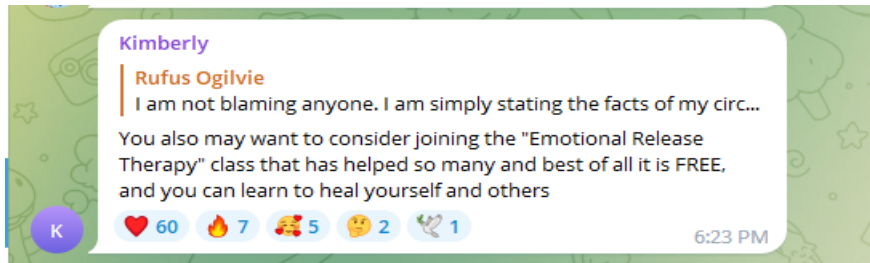 Kimberly
Rufus Ogilvie
I am not blaming anyone. I am simply stating the facts of my circ...
You also may want to consider joining the "Emotional Release
Therapy" class that has helped so many and best of all it is FREE,
and you can learn to heal yourself and others
K
❤️ 60 🔥 7 🥰 5 🤔 2 🕊 1
6:23 PM